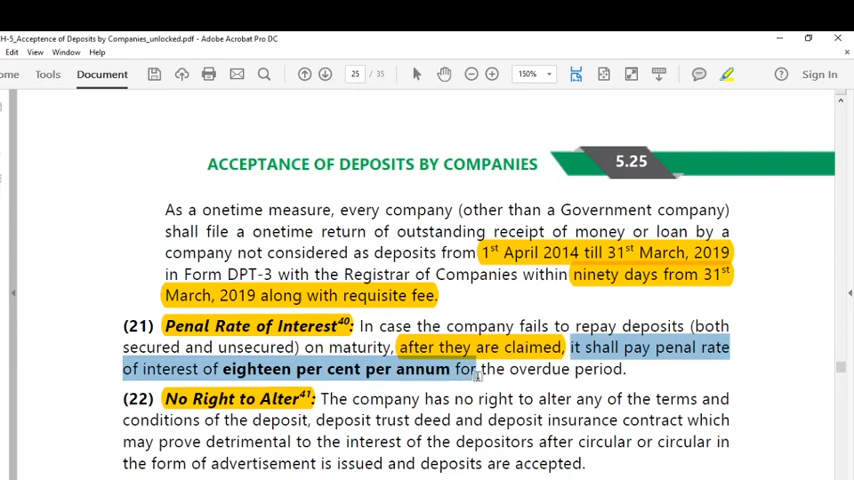 H-5_Acceptance of Deposits by Companies_unlocked.pdf - Adobe Acrobat Pro DC
Edit View Window Help
ome Tools Document 25 / 35 150% Sign In
ACCEPTANCE OF DEPOSITS BY COMPANIES 5.25
As a onetime measure, every company (other than a Government company)
shall file a onetime return of outstanding receipt of money or loan by a
company not considered as deposits from 1st April 2014 till 31st March, 2019
in Form DPT-3 with the Registrar of Companies within ninety days from 31st
March, 2019 along with requisite fee.
(21) Penal Rate of Interest40: In case the company fails to repay deposits (both
secured and unsecured) on maturity, after they are claimed, it shall pay penal rate
of interest of eighteen per cent per annum for the overdue period.
(22) No Right to Alter41: The company has no right to alter any of the terms and
conditions of the deposit, deposit trust deed and deposit insurance contract which
may prove detrimental to the interest of the depositors after circular or circular in
the form of advertisement is issued and deposits are accepted.